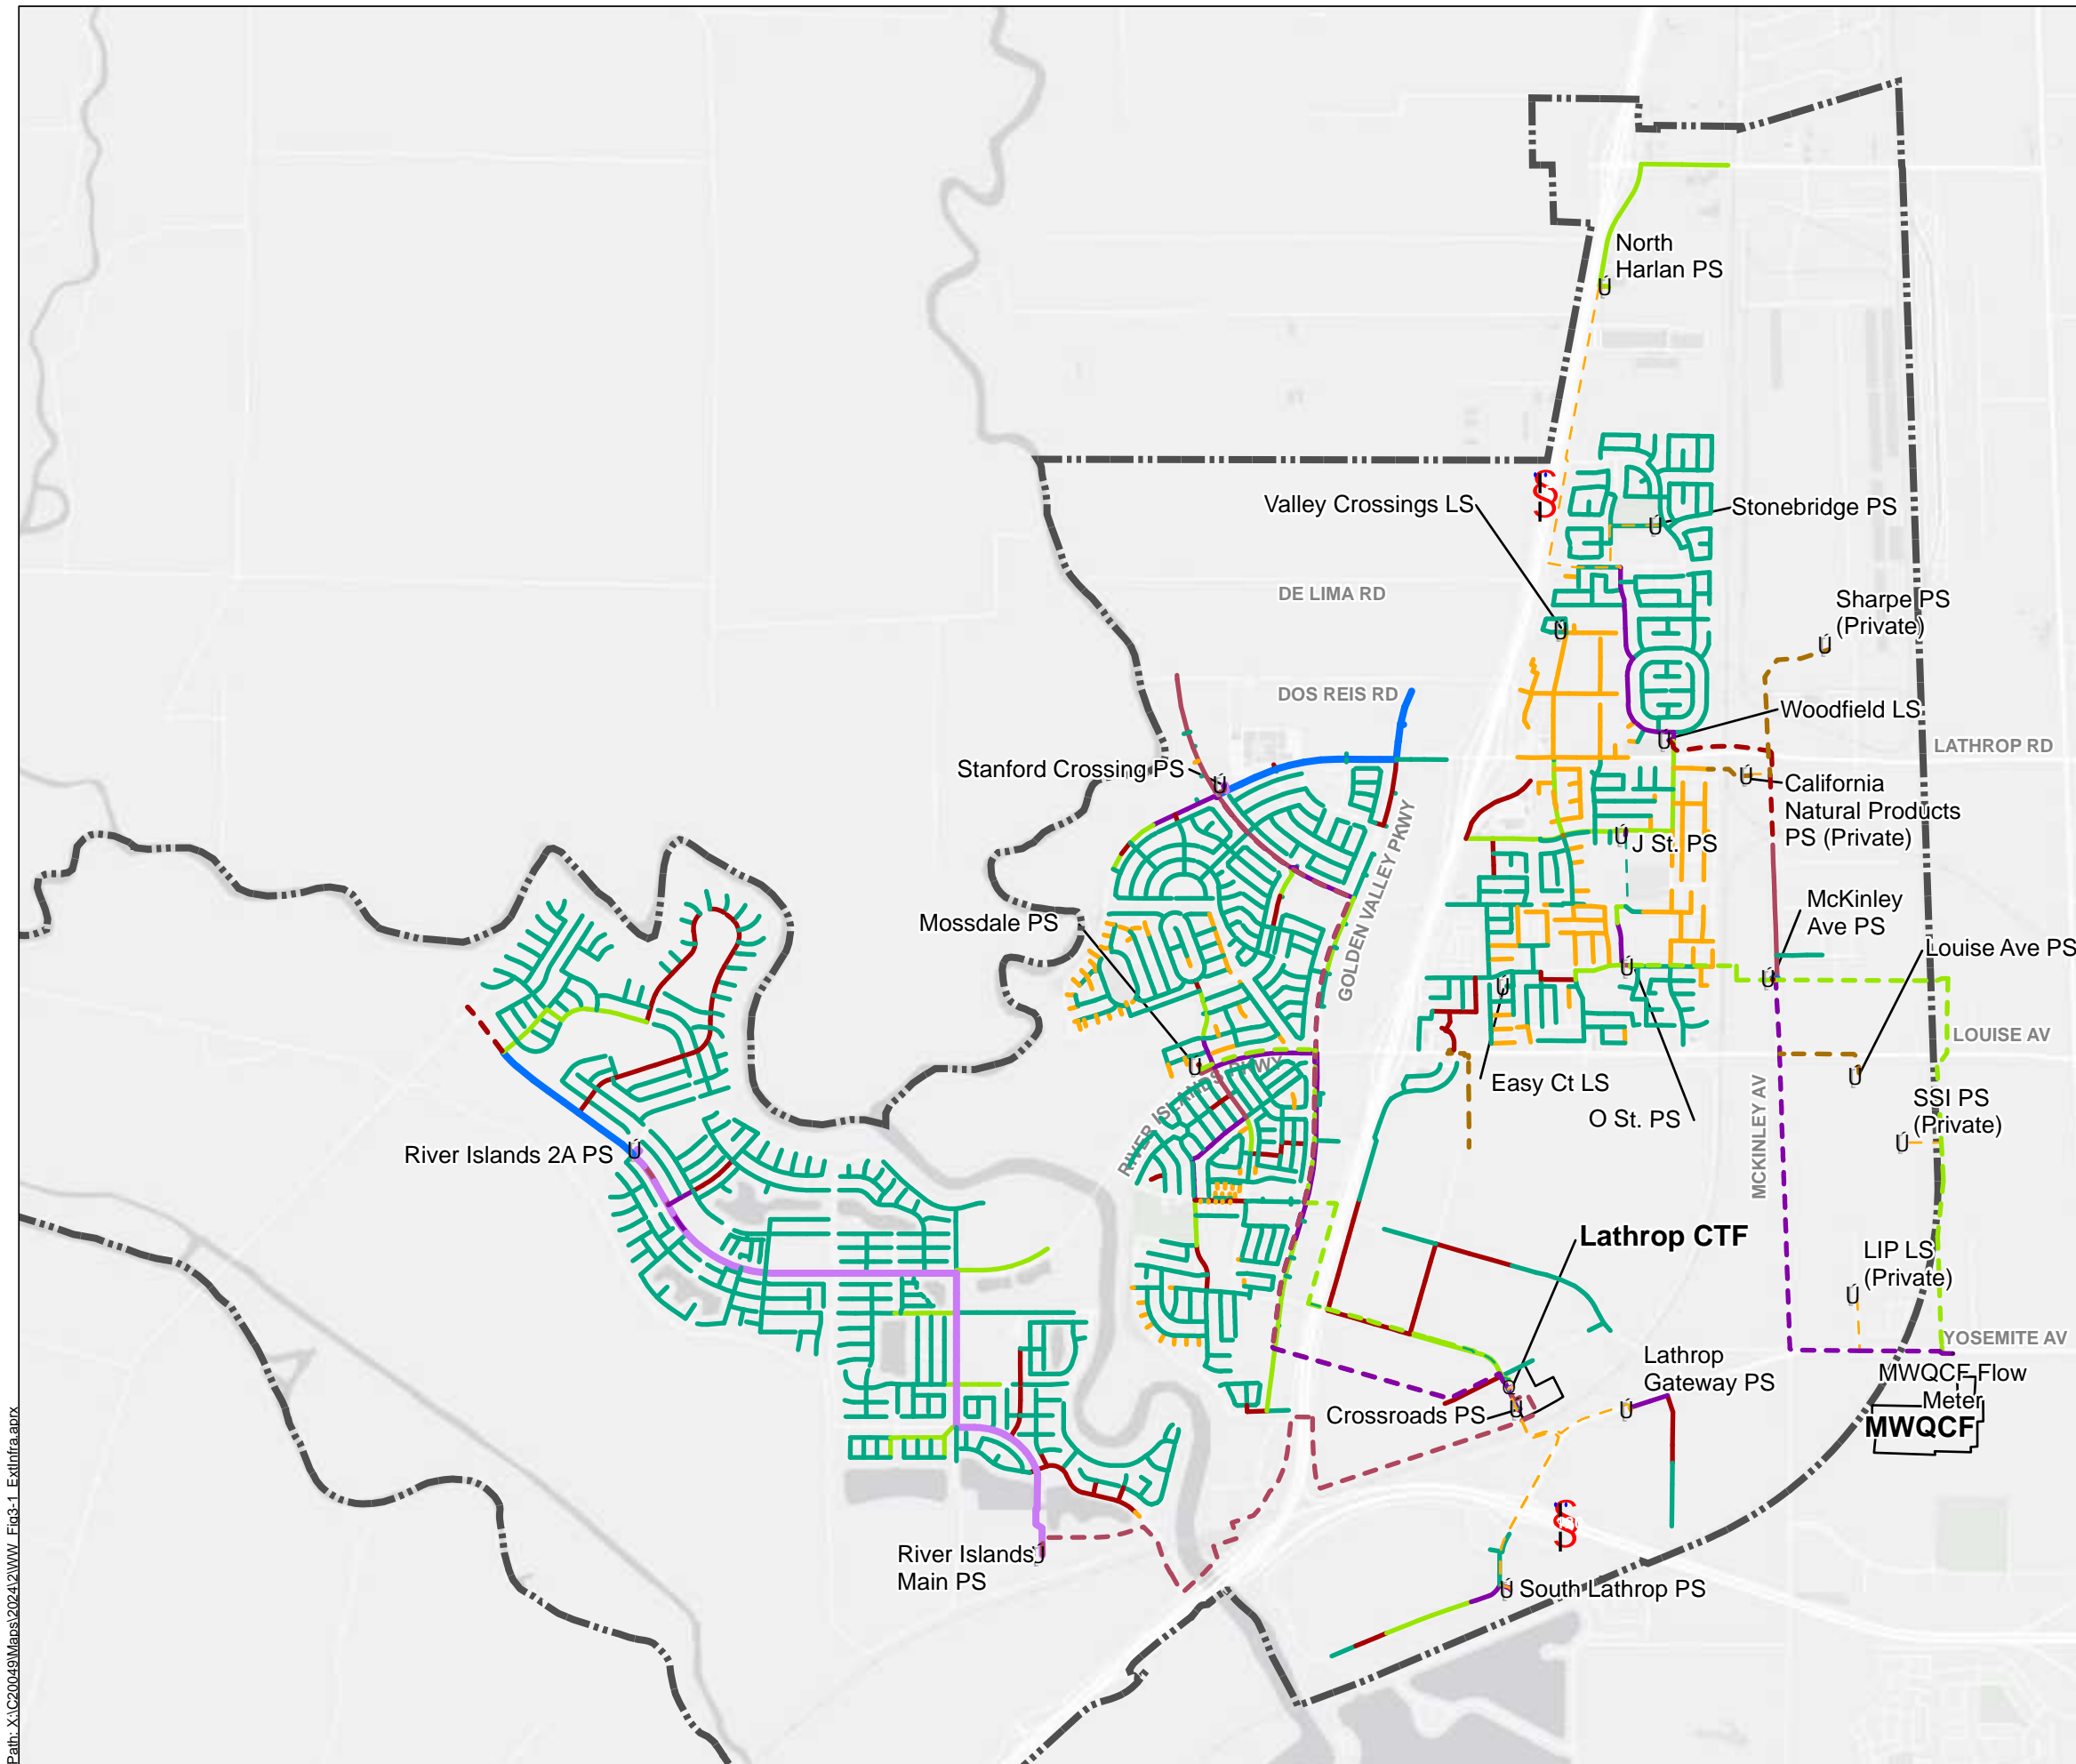 North
Harlan PS
Valley Crossings LS
Stonebridge PS
DE LIMA RD
Sharpe PS
(Private)
DOS REIS RD
Woodfield LS
LATHROP RD
Stanford Crossing PS
California
Natural Products
PS (Private)
J St. PS
GOLDEN VALLEY PKWY
McKinley
Ave PS
Mossdale PS
Louise Ave PS
LOUISE AV
RIVER ISLANDS PKWY
Easy Ct LS
O St. PS
MCKINLEY AV
SSI PS
(Private)
River Islands 2A PS
Lathrop CTF
LIP LS
(Private)
YOSEMITE AV
Lathrop
Gateway PS
MWQCF Flow
Meter
MWQCF
Crossroads PS
River Islands
Main PS
South Lathrop PS
Path: X:\C20049\Maps\2024\2\WW_Fig3-1_ExtInfra.aprx